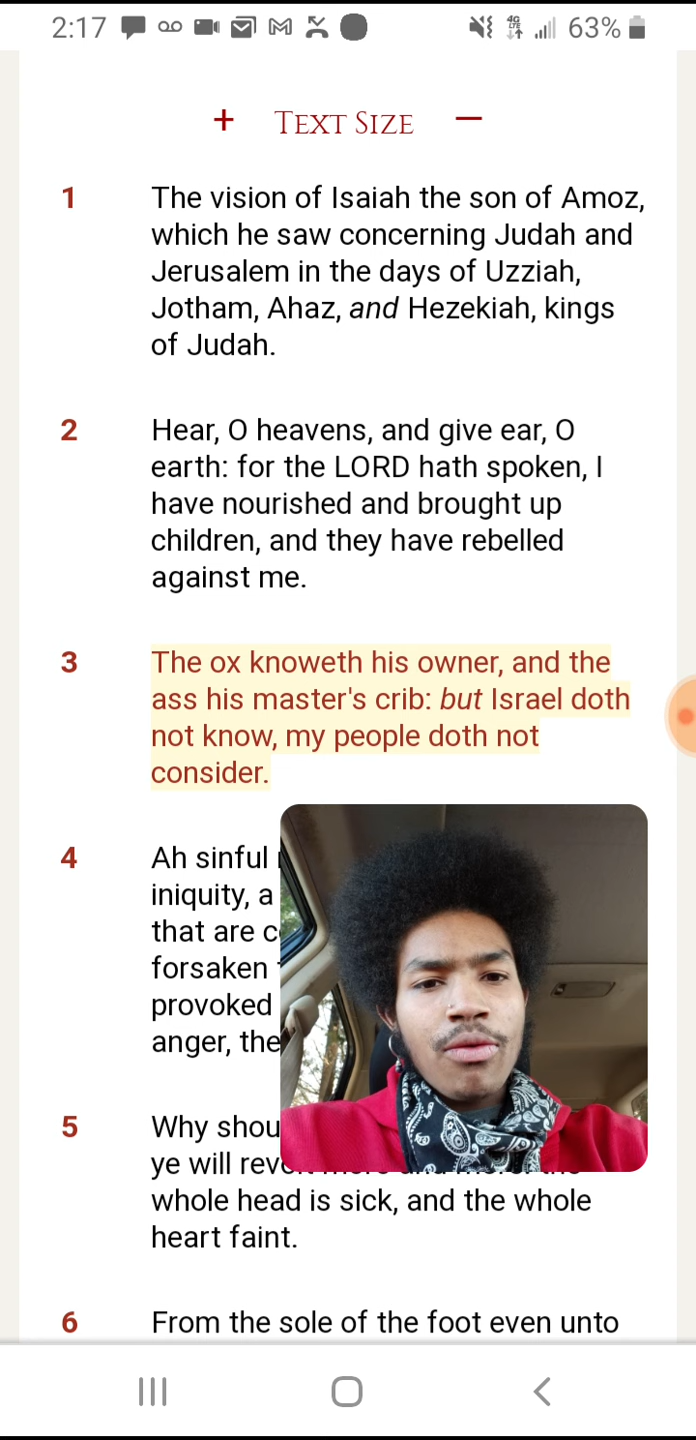 2:17 63%
+ TEXT SIZE −
1 The vision of Isaiah the son of Amoz,
which he saw concerning Judah and
Jerusalem in the days of Uzziah,
Jotham, Ahaz, and Hezekiah, kings
of Judah.
2 Hear, O heavens, and give ear, O
earth: for the LORD hath spoken, I
have nourished and brought up
children, and they have rebelled
against me.
3 The ox knoweth his owner, and the
ass his master's crib: but Israel doth
not know, my people doth not
consider.
4 Ah sinful
iniquity, a
that are
forsaken
provoked
anger, the
5 Why
ye will
whole head is sick, and the whole
heart faint.
6 From the sole of the foot even unto